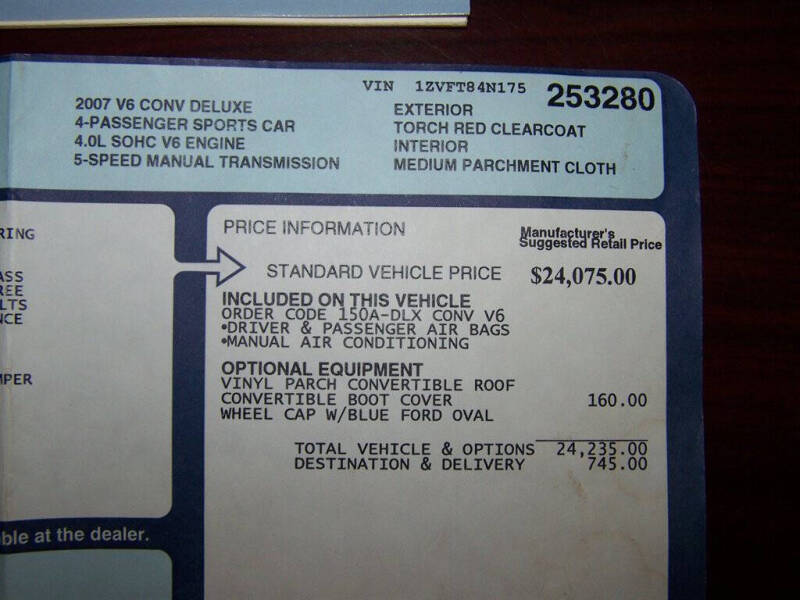 VIN 1ZVFT84N175 253280
2007 V6 CONV DELUXE
4-PASSENGER SPORTS CAR
4.0L SOHC V6 ENGINE
5-SPEED MANUAL TRANSMISSION
EXTERIOR
TORCH RED CLEARCOAT
INTERIOR
MEDIUM PARCHMENT CLOTH
RING
ASS
REE
LTS
NCE
MPER
ble at the dealer.
PRICE INFORMATION
Manufacturer's
Suggested Retail Price
STANDARD VEHICLE PRICE $24,075.00
INCLUDED ON THIS VEHICLE
ORDER CODE 150A-DLX CONV V6
•DRIVER & PASSENGER AIR BAGS
•MANUAL AIR CONDITIONING
OPTIONAL EQUIPMENT
VINYL PARCH CONVERTIBLE ROOF
CONVERTIBLE BOOT COVER 160.00
WHEEL CAP W/BLUE FORD OVAL
TOTAL VEHICLE & OPTIONS 24,235.00
DESTINATION & DELIVERY 745.00